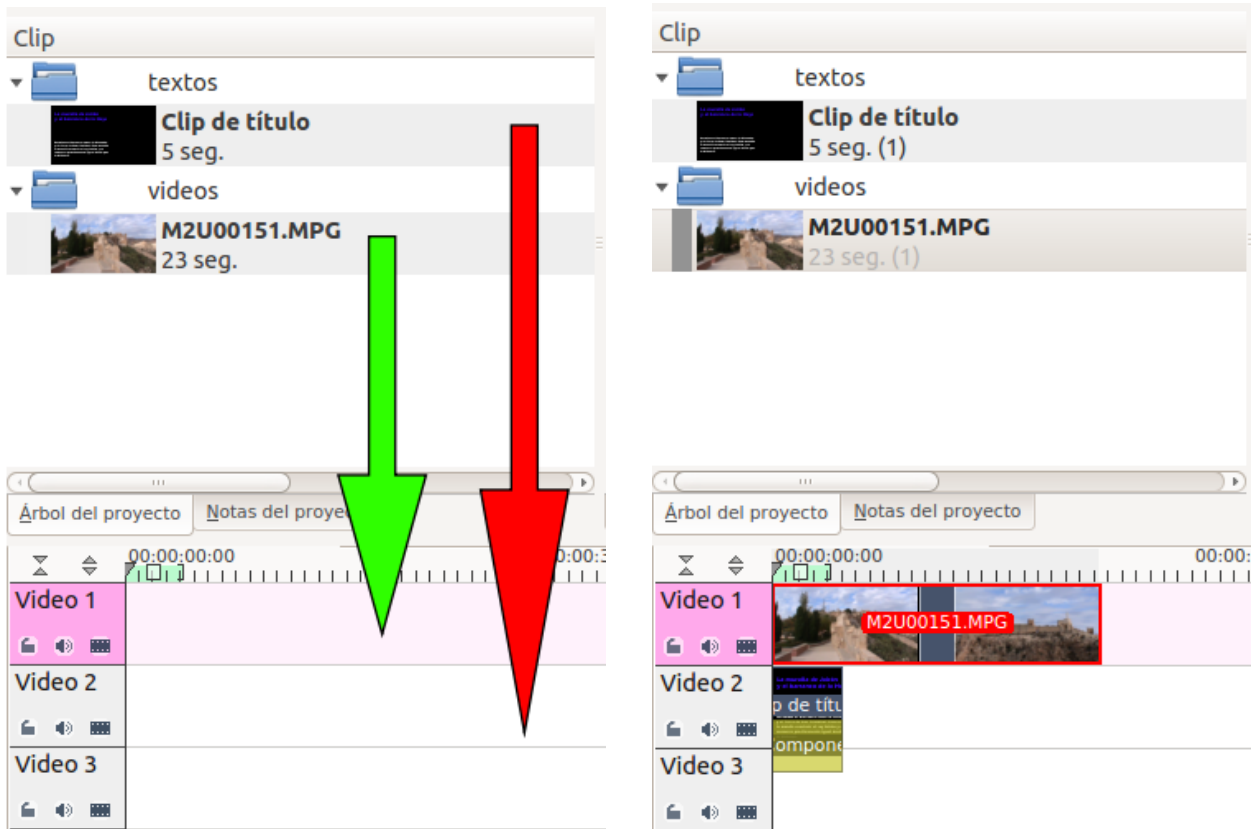 Clip
textos
Clip de título
5 seg.
videos
M2U00151.MPG
23 seg.
Árbol del proyecto
Notas del proye
00:00:00:00
0:00:3
Video 1
Video 2
Video 3
Clip
textos
Clip de título
5 seg. (1)
videos
M2U00151.MPG
23 seg. (1)
Árbol del proyecto
Notas del proyecto
00:00:00:00
00:00:
Video 1
M2U00151.MPG
Video 2
p de títu
ompone
Video 3